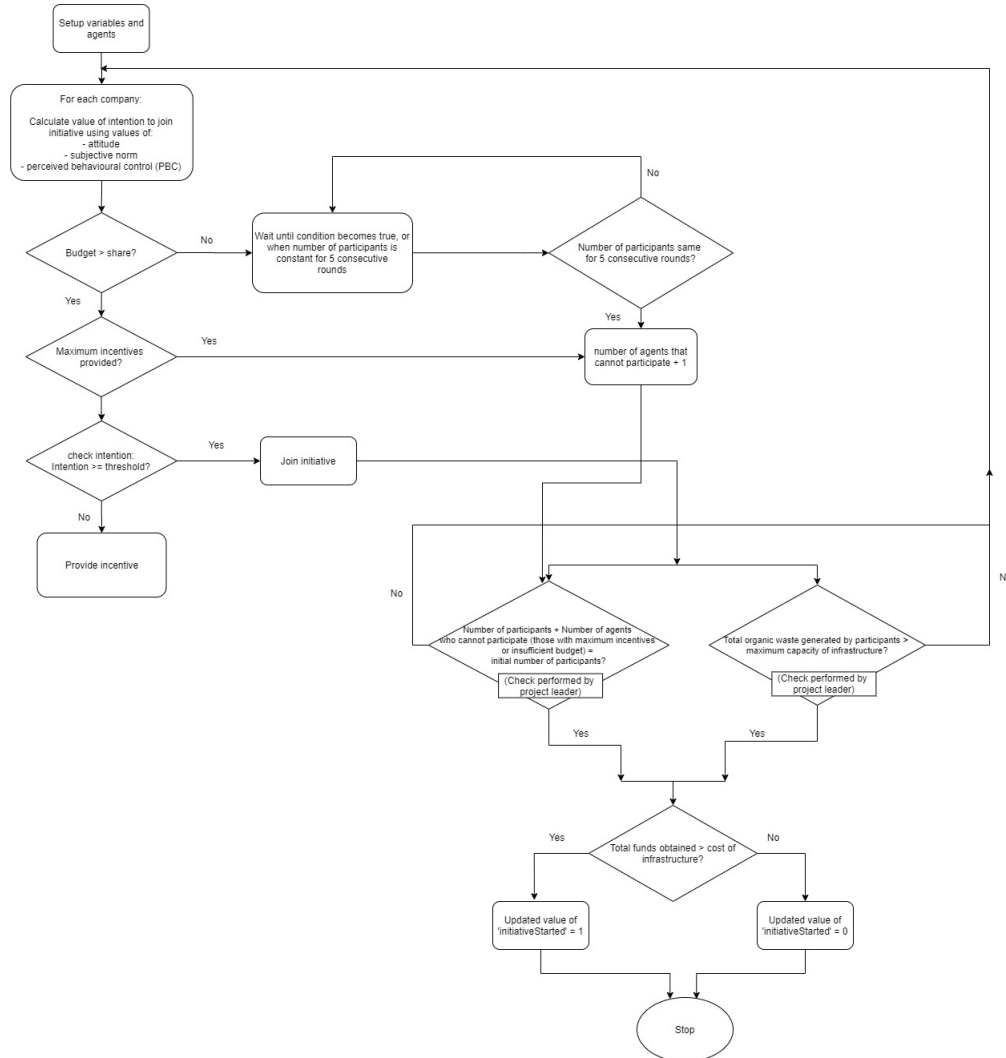 Setup variables and
agents
For each company:
Calculate value of intention to join
initiative using values of:
- attitude
- subjective norm
- perceived behavioural control (PBC)
No
Budget > share?
No
Wait until condition becomes true, or
when number of participants is
constant for 5 consecutive
rounds
Number of participants same
for 5 consecutive rounds?
Yes
Yes
Maximum incentives
provided?
Yes
number of agents that
cannot participate + 1
check intention:
Intention >= threshold?
Yes
Join initiative
No
Provide incentive
No
N
Number of participants + Number of agents
who cannot participate (those with maximum incentives
or insufficient budget) =
initial number of participants?
(Check performed by
project leader)
Total organic waste generated by participants >
maximum capacity of infrastructure?
(Check performed by
project leader)
Yes
Yes
Yes
Total funds obtained > cost of
infrastructure?
No
Updated value of
'initiativeStarted' = 1
Updated value of
'initiativeStarted' = 0
Stop